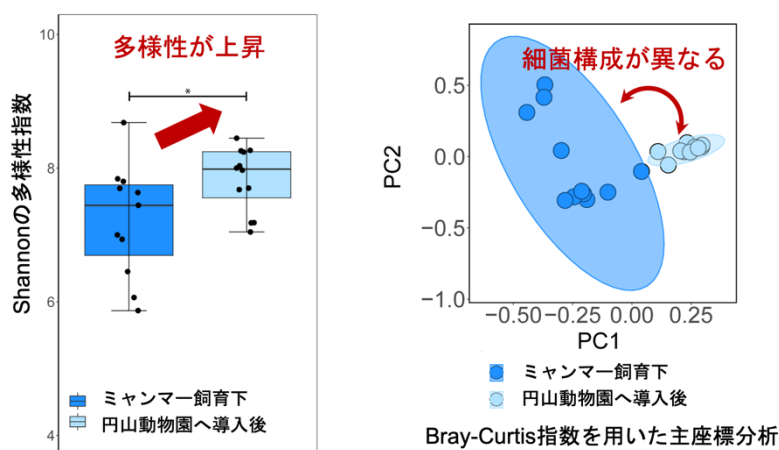 多様性が上昇
10
8
6
4
Shannonの多様性指数
*
ミャンマー飼育下
円山動物園へ導入後
細菌構成が異なる
0.5
0.0
−0.5
−1.0
PC2
−0.50 −0.25 0.00 0.25
PC1
ミャンマー飼育下
円山動物園へ導入後
Bray-Curtis指数を用いた主座標分析